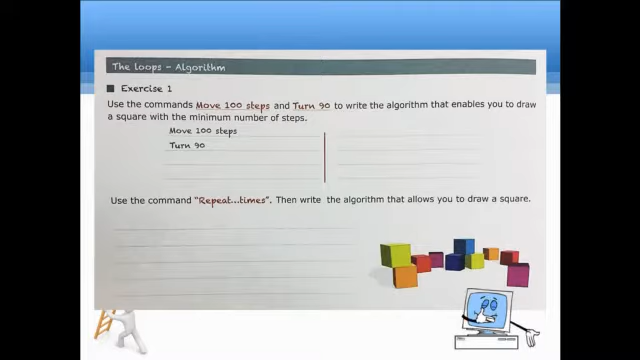 The Loops - Algorithm
Exercise 1
Use the commands Move 100 steps and Turn 90 to write the algorithm that enables you to draw
a square with the minimum number of steps.
Move 100 steps
Turn 90
Use the command "Repeat...times". Then write the algorithm that allows you to draw a square.